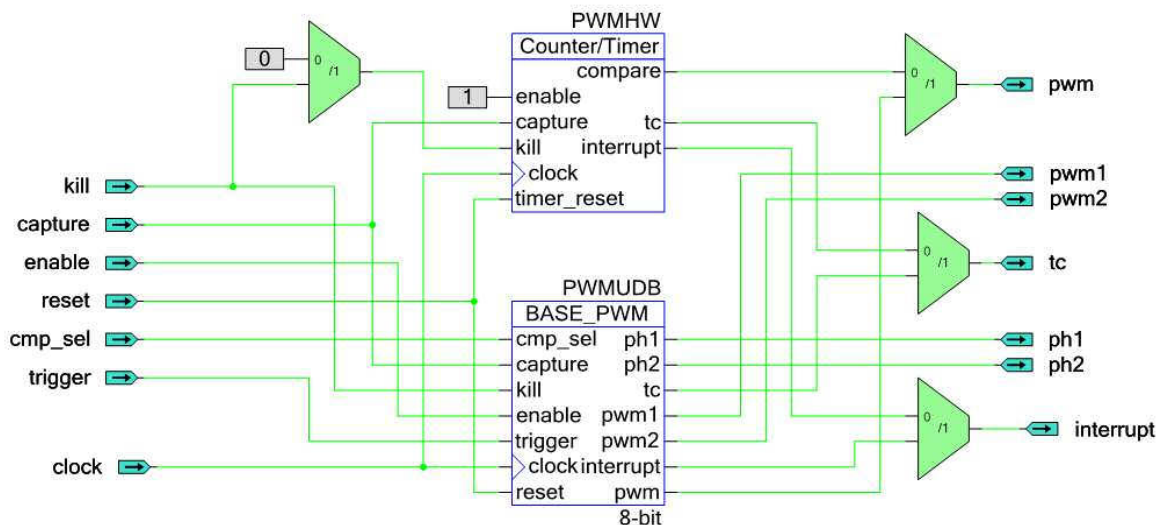 PWMHW
Counter/Timer
compare
enable
capture
tc
kill
interrupt
clock
timer_reset
0
0
/1
1
0
/1
pwm
pwm1
pwm2
0
/1
tc
kill
capture
enable
reset
cmp_sel
trigger
clock
PWMUDB
BASE_PWM
cmp_sel
ph1
capture
ph2
kill
tc
enable
pwm1
trigger
pwm2
clock
interrupt
reset
pwm
8-bit
ph1
ph2
0
/1
interrupt